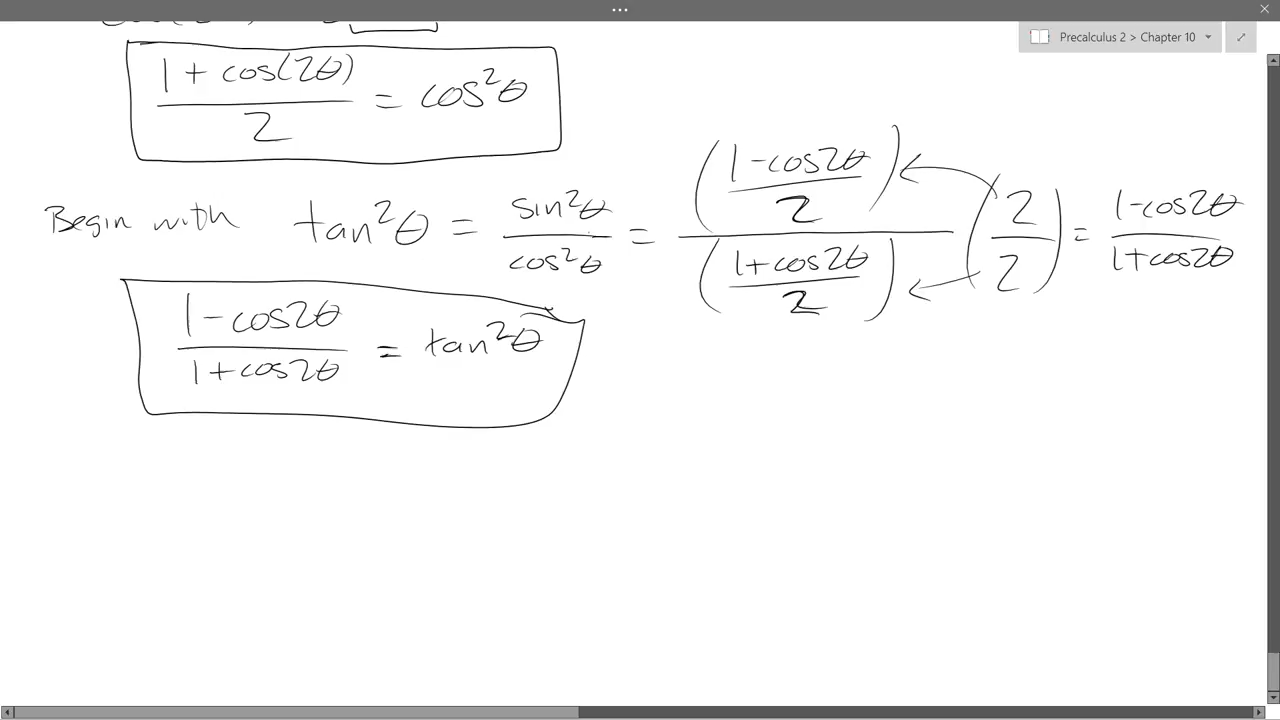 Precalculus 2 > Chapter 10
(1 + cos(2θ))/2 = cos²θ
Begin with tan²θ = sin²θ/cos²θ = ((1-cos2θ)/2)/((1+cos2θ)/2) (2/2) = (1-cos2θ)/(1+cos2θ)
(1-cos2θ)/(1+cos2θ) = tan²θ